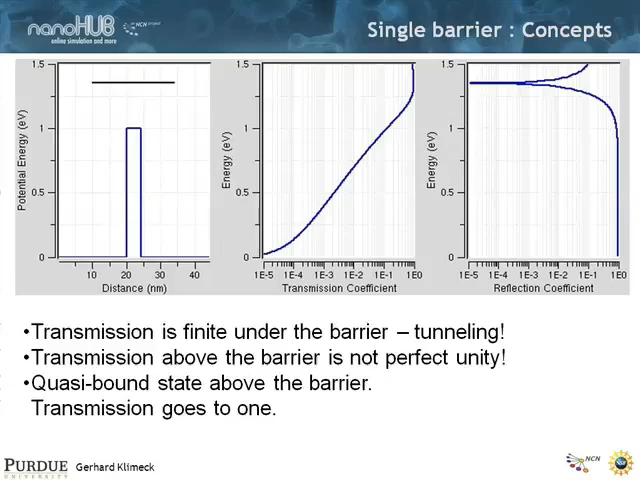 nanoHUB
online simulation and more
NCN project
Single barrier : Concepts
1.5
1
0.5
0
Potential Energy (eV)
10 20 30 40
Distance (nm)
1.5
1
0.5
0
Energy (eV)
1E-5 1E-4 1E-3 1E-2 1E-1 1E0
Transmission Coefficient
1.5
1
0.5
0
Energy (eV)
1E-5 1E-4 1E-3 1E-2 1E-1 1E0
Reflection Coefficient
•Transmission is finite under the barrier – tunneling!
•Transmission above the barrier is not perfect unity!
•Quasi-bound state above the barrier.
Transmission goes to one.
PURDUE
UNIVERSITY
Gerhard Klimeck
NCN
NSF